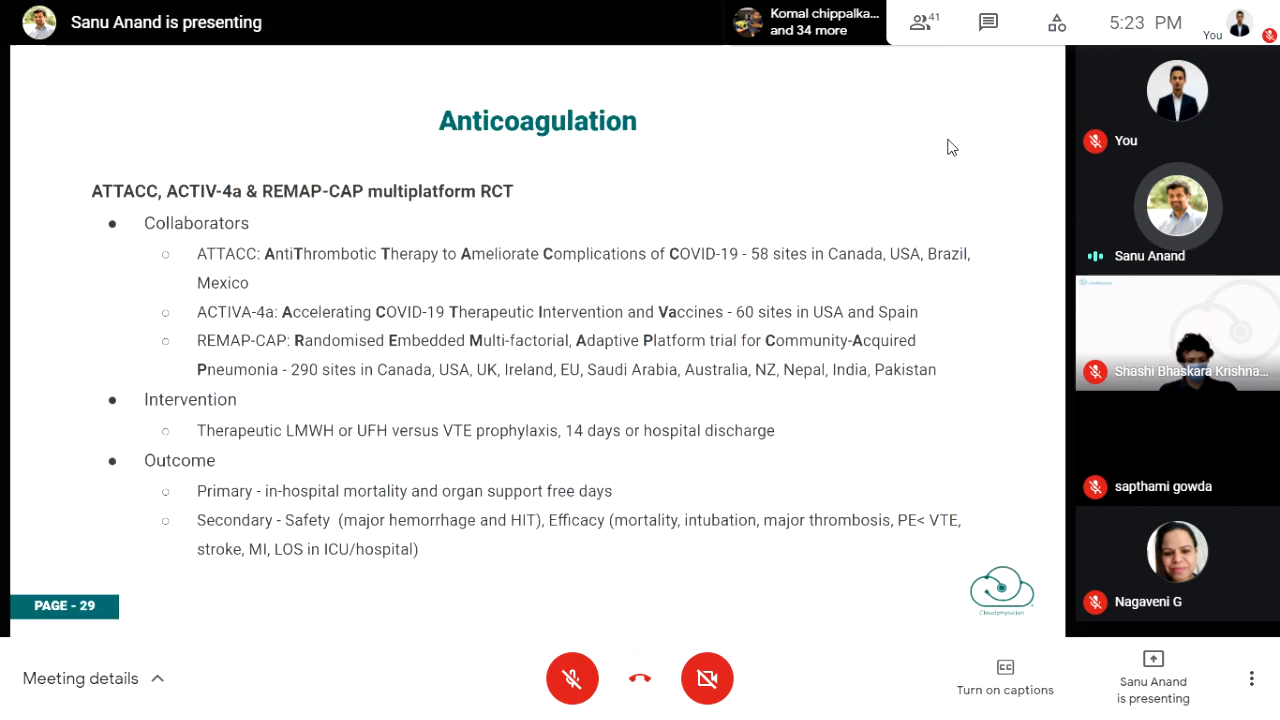 Sanu Anand is presenting
Komal chippalka...
and 34 more
41
5:23 PM
You
Anticoagulation
ATTACC, ACTIV-4a & REMAP-CAP multiplatform RCT
● Collaborators
○ ATTACC: AntiThrombotic Therapy to Ameliorate Complications of COVID-19 - 58 sites in Canada, USA, Brazil,
Mexico
○ ACTIVA-4a: Accelerating COVID-19 Therapeutic Intervention and Vaccines - 60 sites in USA and Spain
○ REMAP-CAP: Randomised Embedded Multi-factorial, Adaptive Platform trial for Community-Acquired
Pneumonia - 290 sites in Canada, USA, UK, Ireland, EU, Saudi Arabia, Australia, NZ, Nepal, India, Pakistan
● Intervention
○ Therapeutic LMWH or UFH versus VTE prophylaxis, 14 days or hospital discharge
● Outcome
○ Primary - in-hospital mortality and organ support free days
○ Secondary - Safety (major hemorrhage and HIT), Efficacy (mortality, intubation, major thrombosis, PE< VTE,
stroke, MI, LOS in ICU/hospital)
PAGE - 29
Cloudphysician
You
Sanu Anand
Shashi Bhaskara Krishna...
sapthami gowda
Nagaveni G
Meeting details
CC
Turn on captions
Sanu Anand
is presenting